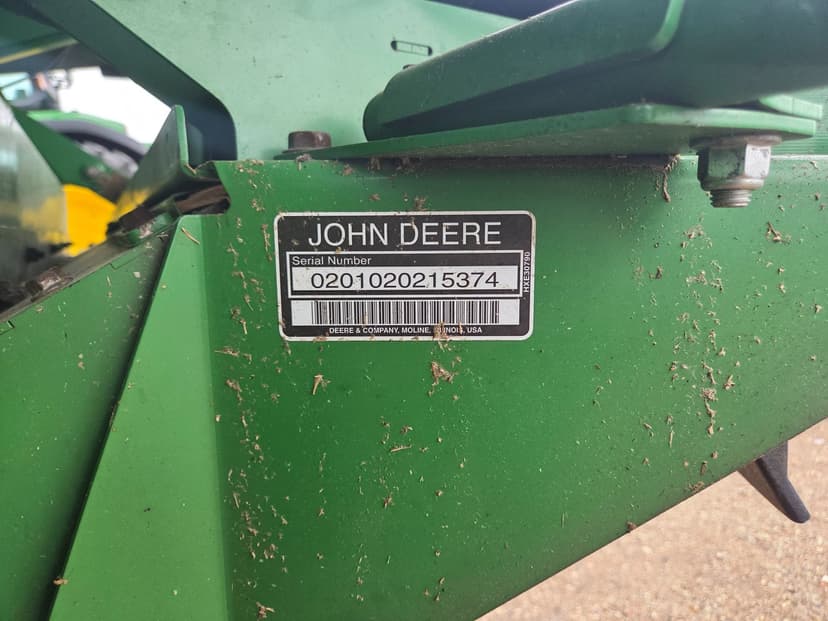 JOHN DEERE
Serial Number
0201020215374
HXE30790
DEERE & COMPANY, MOLINE, ILLINOIS, USA